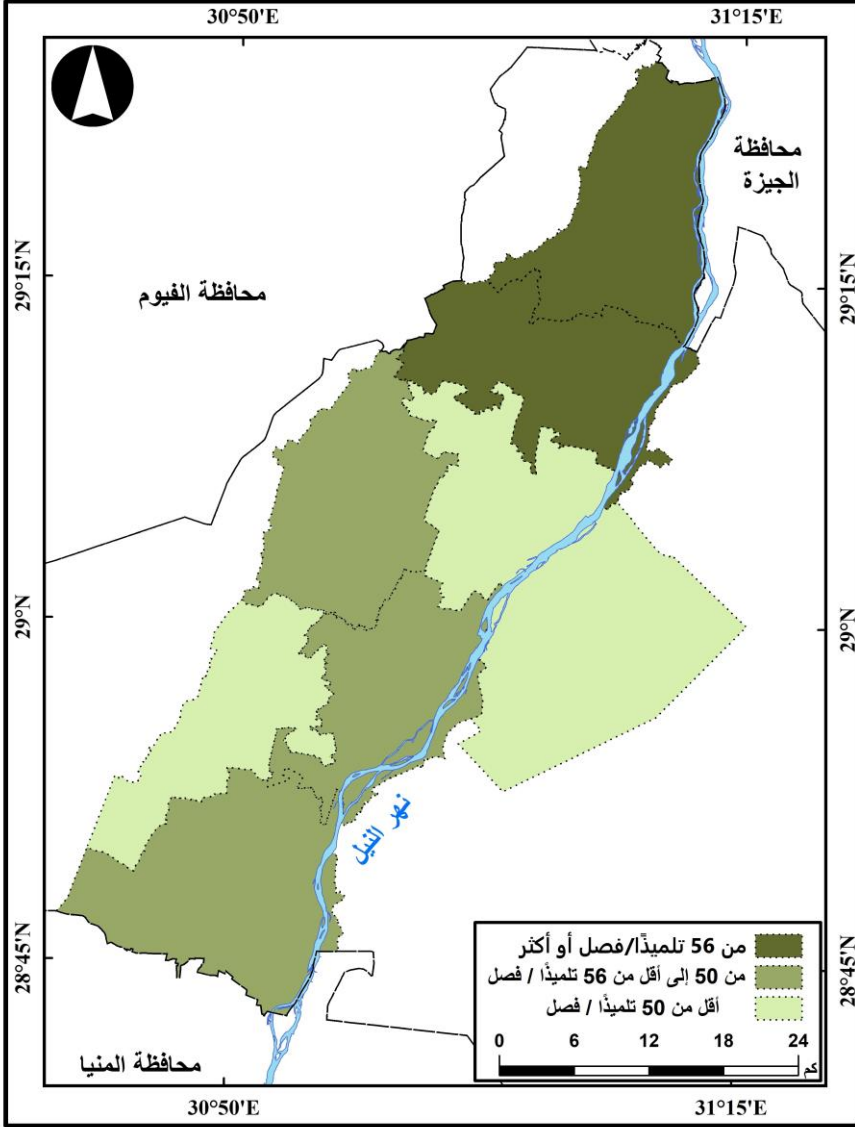 30°50'E
31°15'E
محافظة
الجيزة
29°15'N
29°15'N
محافظة الفيوم
29°N
29°N
نهر النيل
28°45'N
28°45'N
من 56 تلميذًا/فصل أو أكثر
من 50 إلى أقل من 56 تلميذًا / فصل
أقل من 50 تلميذًا / فصل
0 6 12 18 24
كم
محافظة المنيا
30°50'E
31°15'E